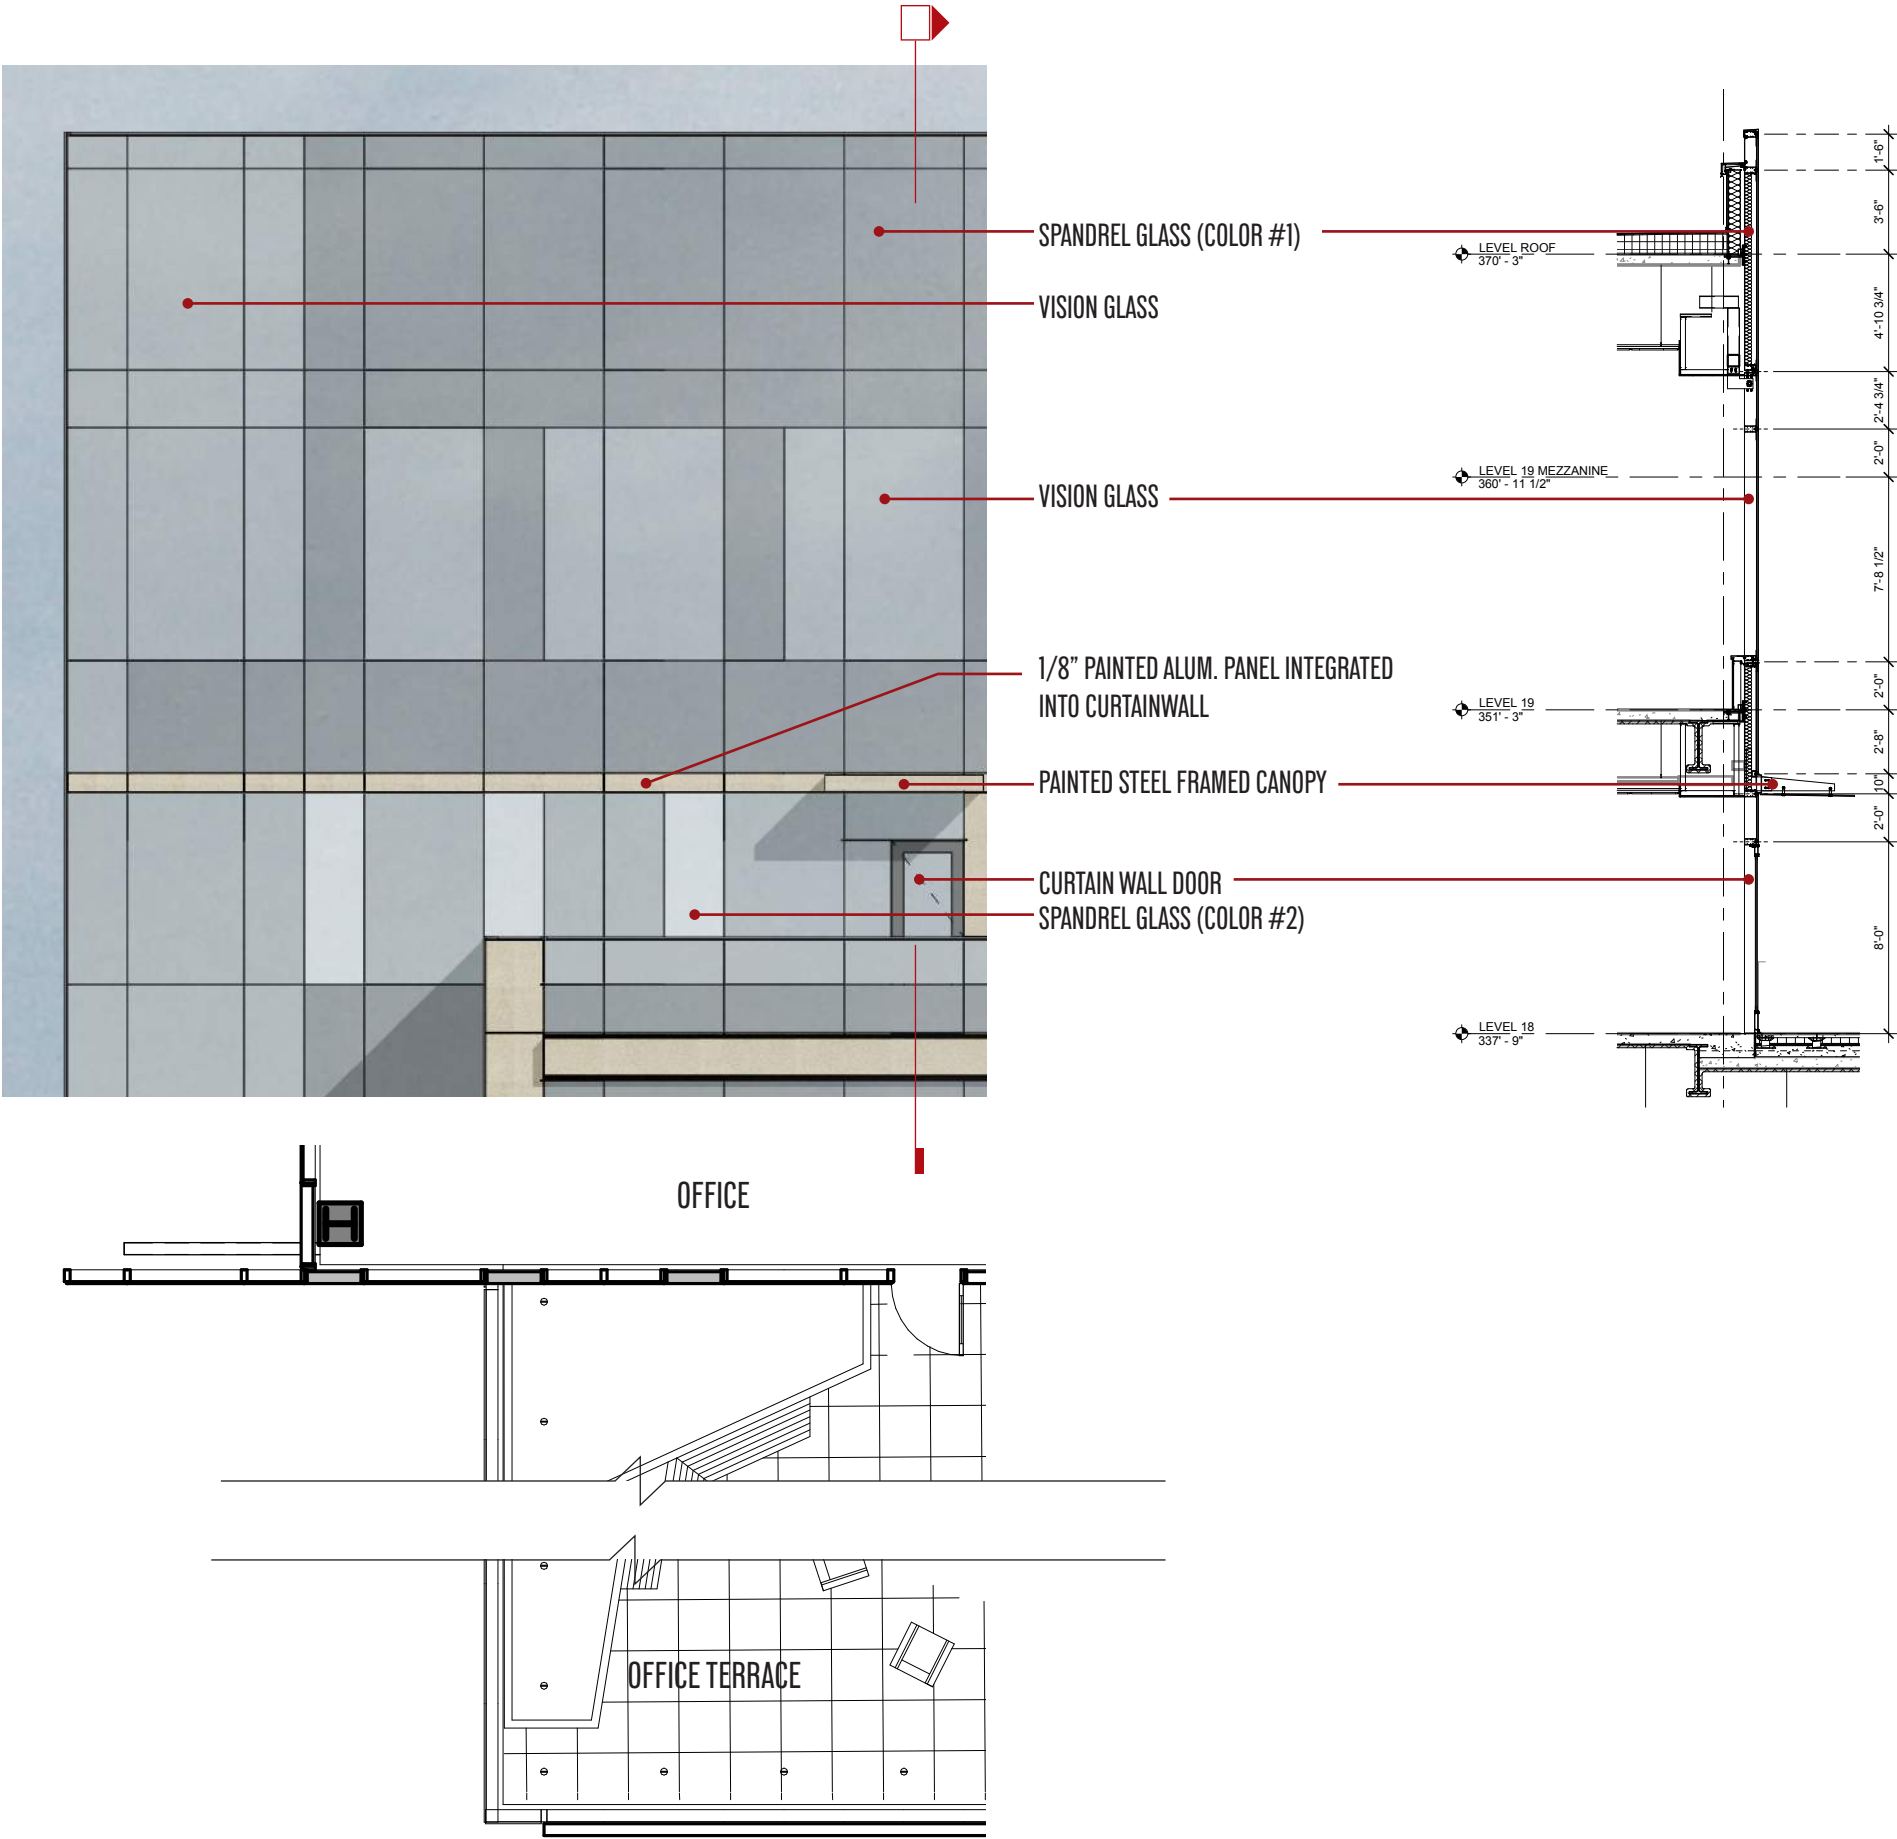 SPANDREL GLASS (COLOR #1)
VISION GLASS
VISION GLASS
1/8” PAINTED ALUM. PANEL INTEGRATED
INTO CURTAINWALL
PAINTED STEEL FRAMED CANOPY
CURTAIN WALL DOOR
SPANDREL GLASS (COLOR #2)
LEVEL ROOF
370' - 3"
LEVEL 19 MEZZANINE
360' - 11 1/2"
LEVEL 19
351' - 3"
LEVEL 18
337' - 9"
1'-6"
3'-6"
4'-10 3/4"
2'-4 3/4"
2'-0"
7'-8 1/2"
2'-0"
2'-8"
10"
2'-0"
8'-0"
OFFICE
OFFICE TERRACE